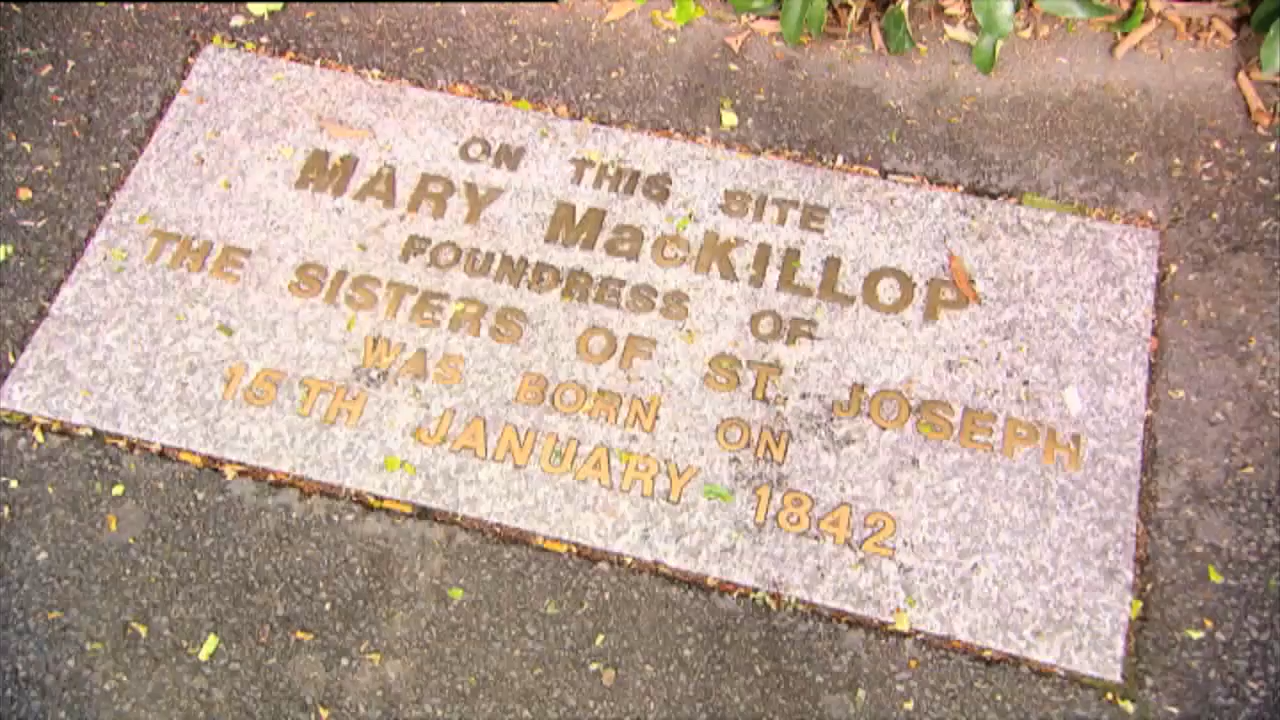 ON THIS SITE
MARY MacKILLOP
FOUNDRESS OF
THE SISTERS OF ST. JOSEPH
WAS BORN ON
15TH JANUARY 1842